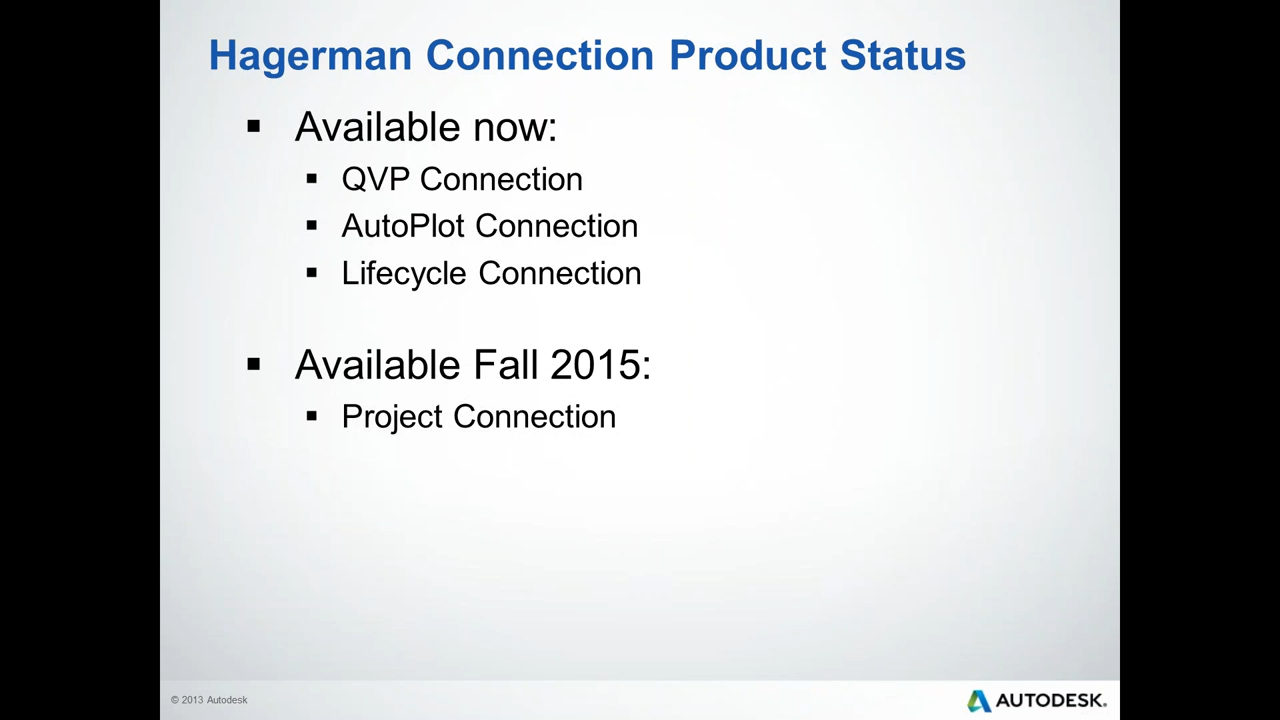 Hagerman Connection Product Status
▪ Available now:
▪ QVP Connection
▪ AutoPlot Connection
▪ Lifecycle Connection
▪ Available Fall 2015:
▪ Project Connection
© 2013 Autodesk
AUTODESK®